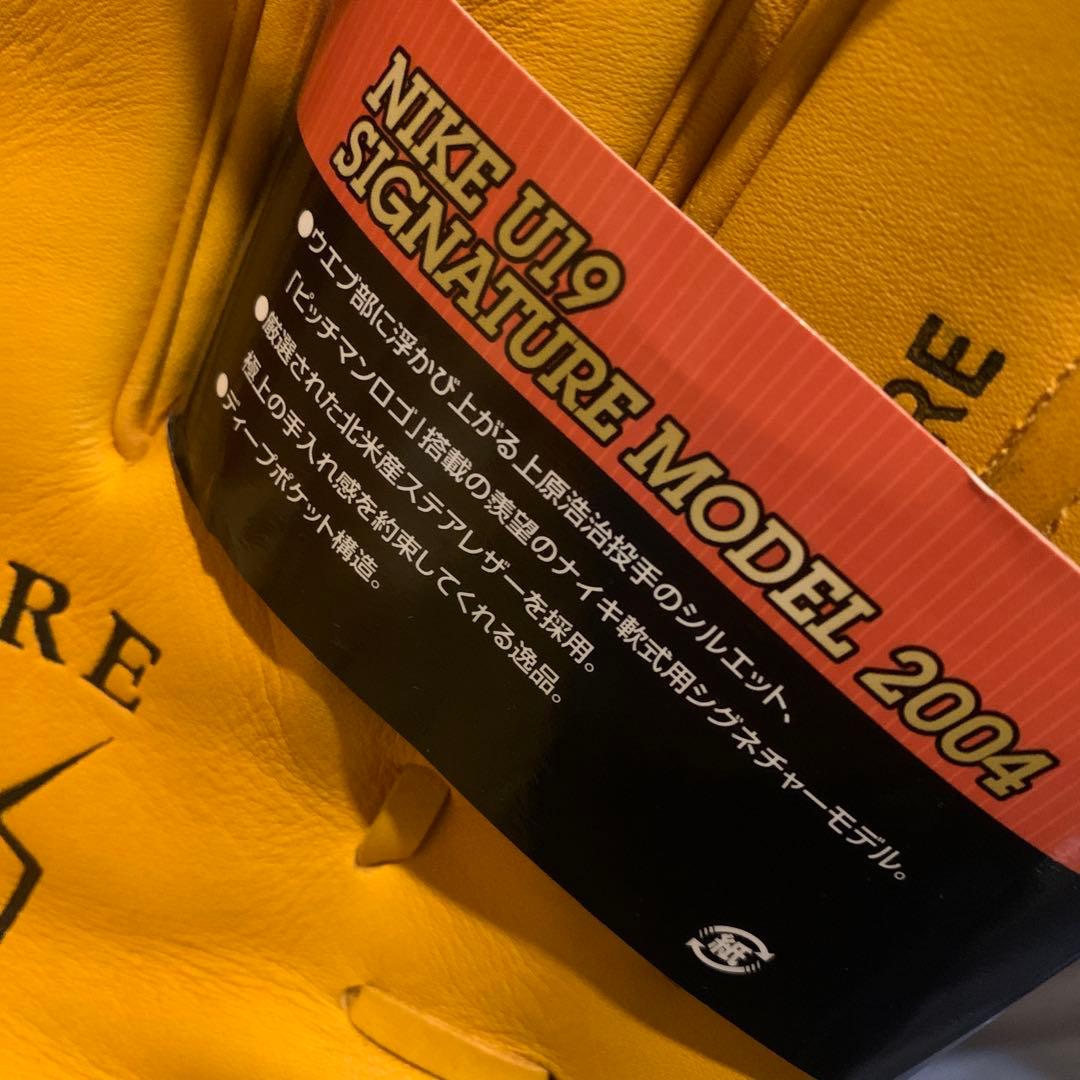 NIKE U19
SIGNATURE MODEL 2004
●ウエブ部に浮かび上がる上原浩治投手のシルエット、
「ピッチマンロゴ」搭載の羨望のナイキ軟式用シグネチャーモデル。
●厳選された北米産ステアレザーを採用。
極上の手入れ感を約束してくれる逸品。
●ディープポケット構造。
紙
RE
RE